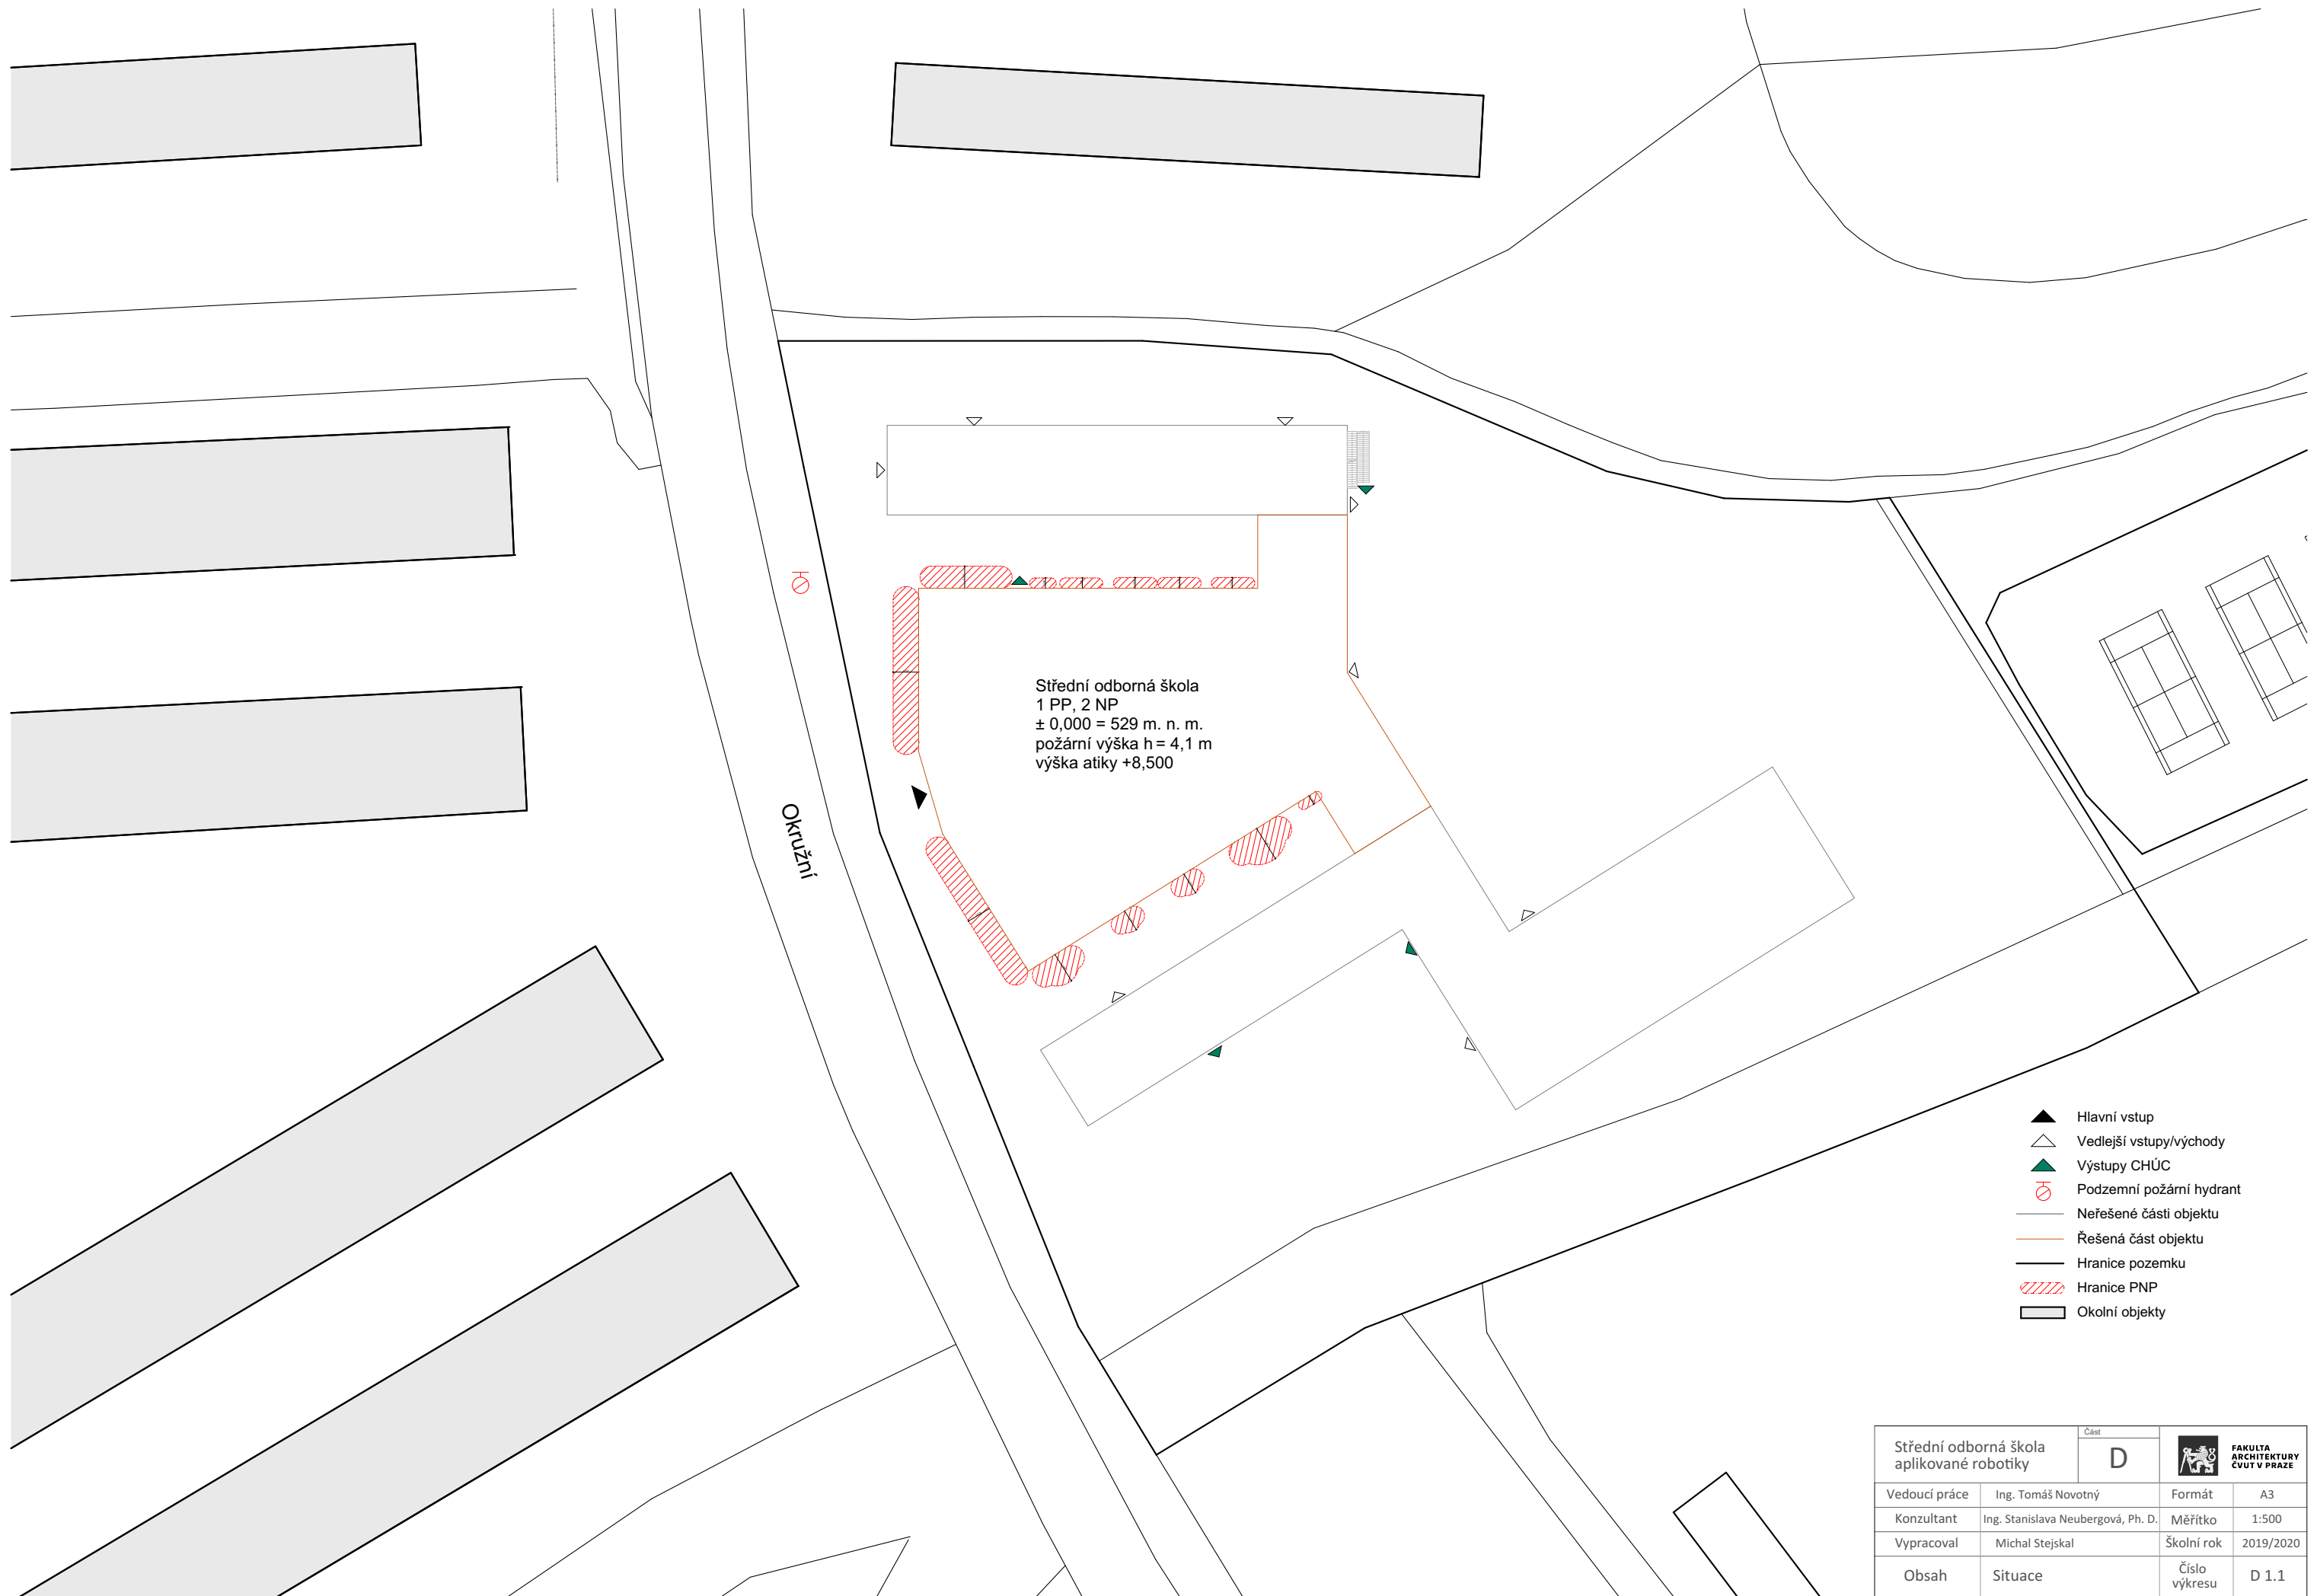 Střední odborná škola
1 PP, 2 NP
± 0,000 = 529 m. n. m.
požární výška h = 4,1 m
výška atiky +8,500
Okružní
Hlavní vstup
Vedlejší vstupy/východy
Výstupy CHÚC
Podzemní požární hydrant
Neřešené části objektu
Řešená část objektu
Hranice pozemku
Hranice PNP
Okolní objekty
Střední odborná škola
aplikované robotiky
Část
D
FAKULTA
ARCHITEKTURY
ČVUT V PRAZE
Vedoucí práce Ing. Tomáš Novotný Formát A3
Konzultant Ing. Stanislava Neubergová, Ph. D. Měřítko 1:500
Vypracoval Michal Stejskal Školní rok 2019/2020
Obsah Situace Číslo výkresu D 1.1